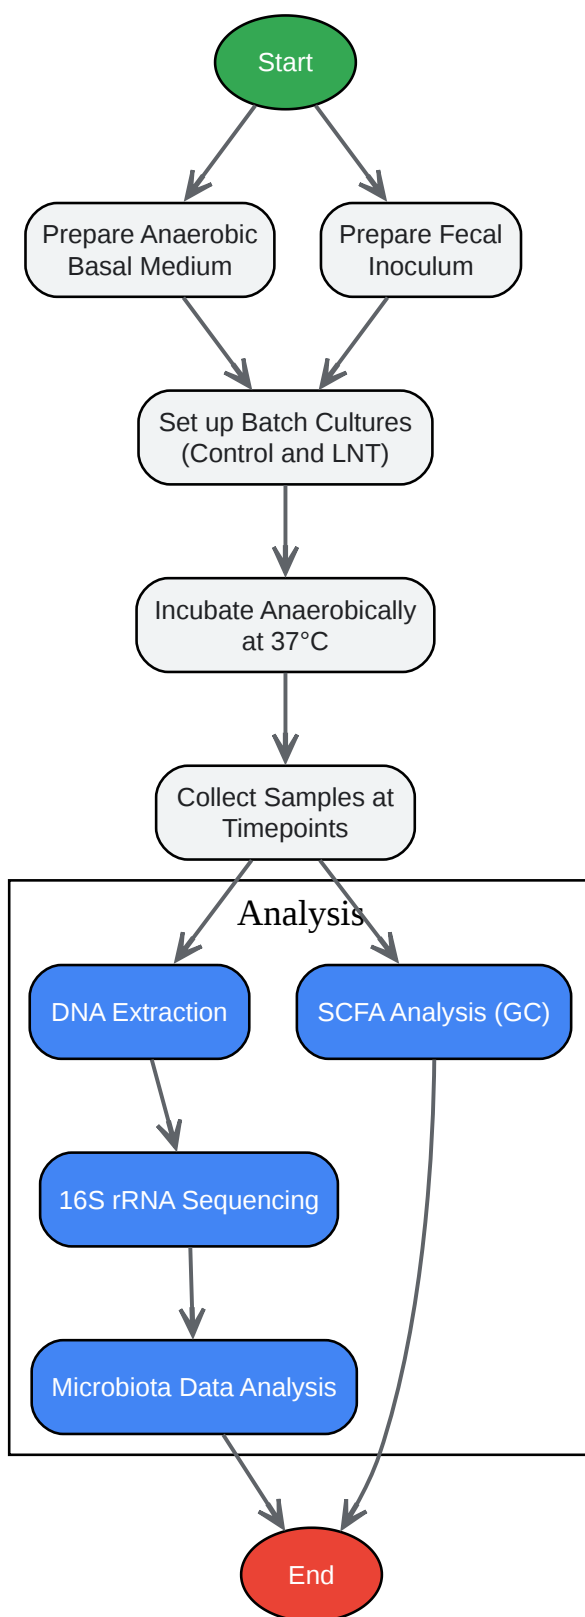 Start
Prepare Anaerobic
Basal Medium
Prepare Fecal
Inoculum
Set up Batch Cultures
(Control and LNT)
Incubate Anaerobically
at 37°C
Collect Samples at
Timepoints
Analysis
DNA Extraction
SCFA Analysis (GC)
16S rRNA Sequencing
Microbiota Data Analysis
End